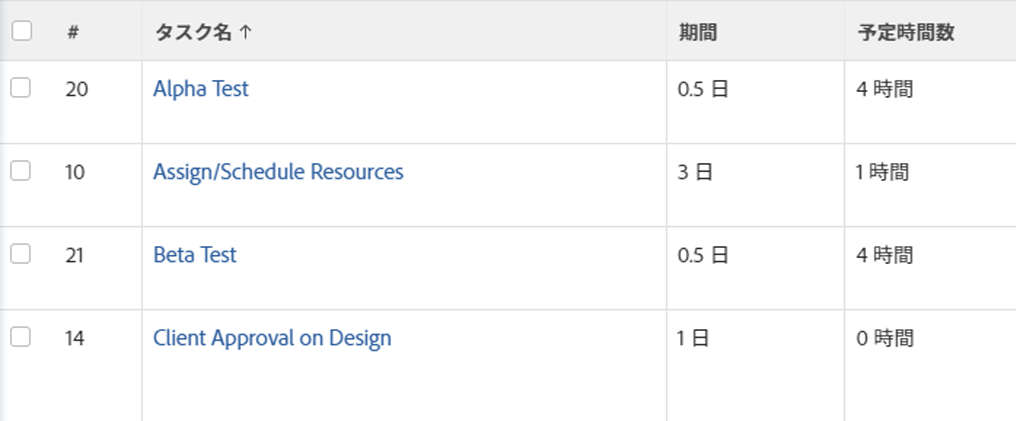 # タスク名 ↑ 期間 予定時間数
20 Alpha Test 0.5 日 4 時間
10 Assign/Schedule Resources 3 日 1 時間
21 Beta Test 0.5 日 4 時間
14 Client Approval on Design 1 日 0 時間